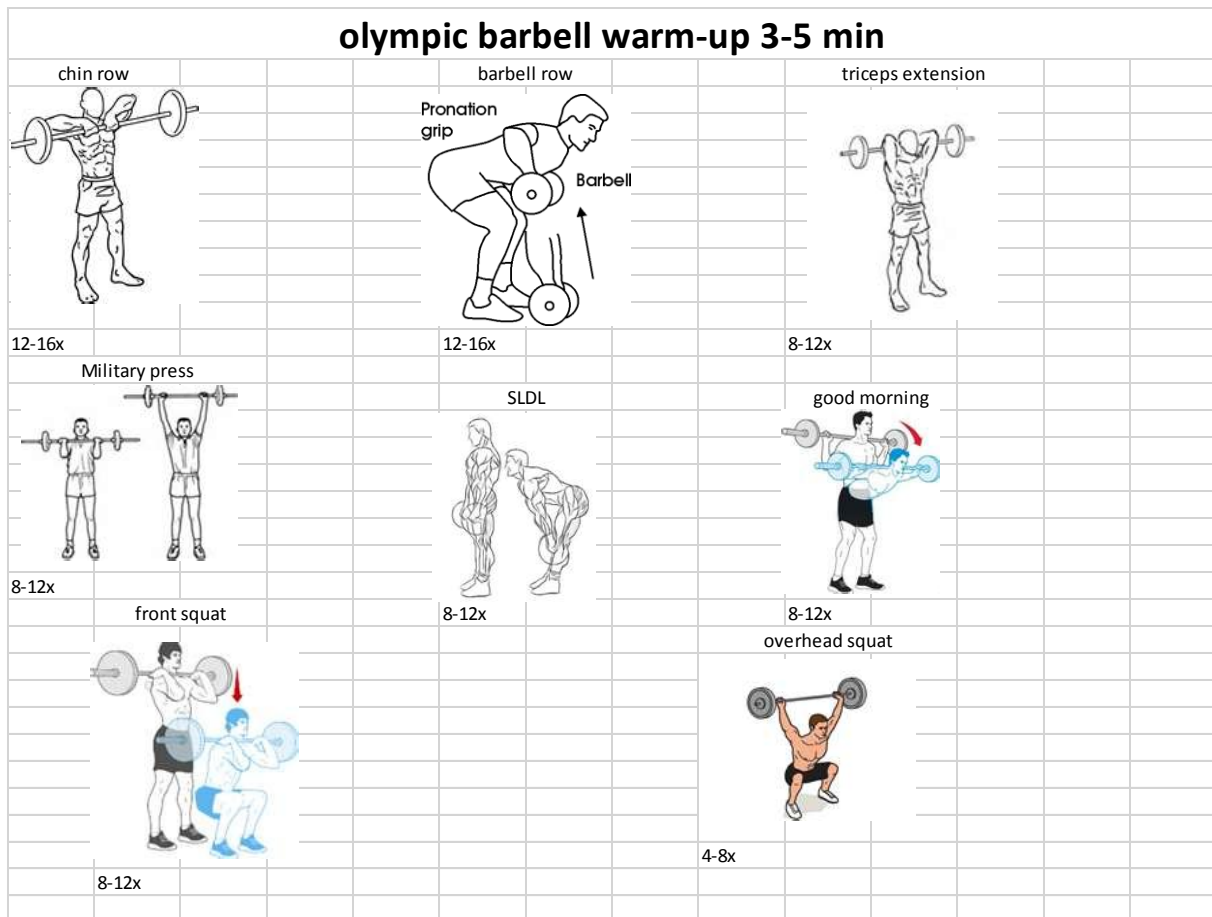 olympic barbell warm-up 3-5 min
chin row
barbell row
triceps extension
Pronation
grip
Barbell
12-16x
12-16x
8-12x
Military press
SLDL
good morning
8-12x
8-12x
8-12x
front squat
overhead squat
4-8x
8-12x